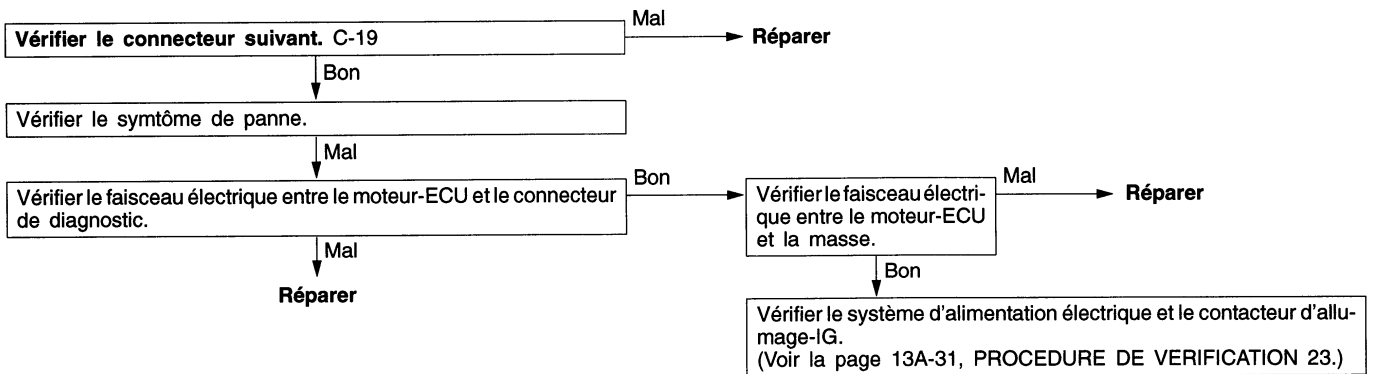 Mal
Vérifier le connecteur suivant. C-19
Réparer
Bon
Vérifier le symtôme de panne.
Mal
Vérifier le faisceau électrique entre le moteur-ECU et le connecteur
de diagnostic.
Bon
Vérifier le faisceau électri-
que entre le moteur-ECU
et la masse.
Mal
Réparer
Mal
Réparer
Bon
Vérifier le système d'alimentation électrique et le contacteur d'allu-
mage-IG.
(Voir la page 13A-31, PROCEDURE DE VERIFICATION 23.)